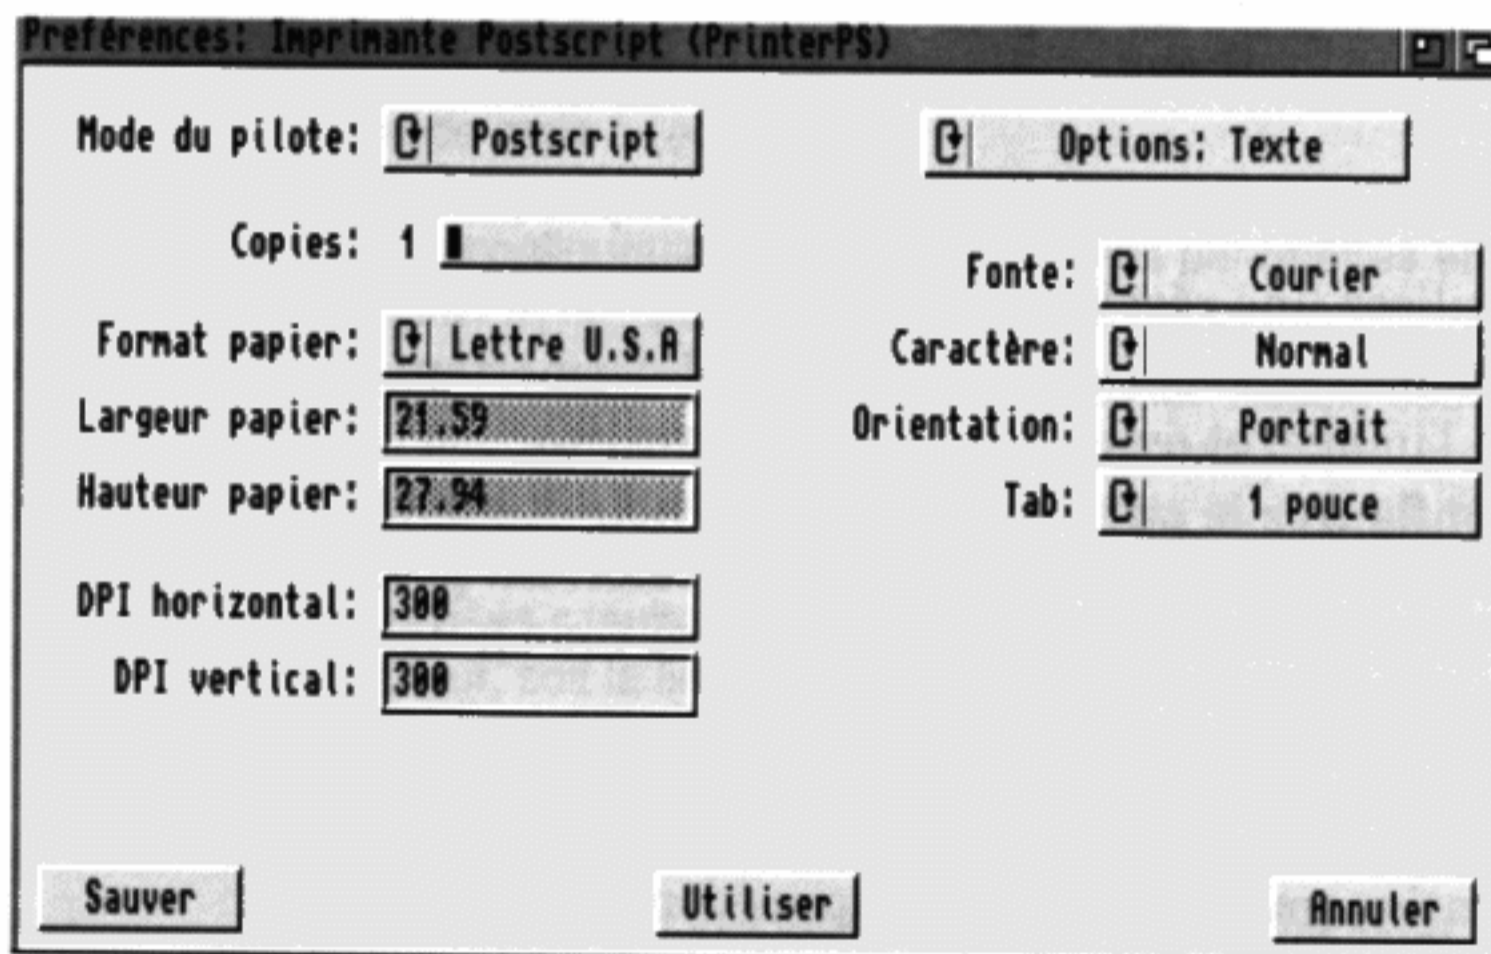 Preférences: Imprimante Postscript (PrinterPS)
Mode du pilote: Postscript
Copies: 1
Format papier: Lettre U.S.A
Largeur papier: 21.59
Hauteur papier: 27.94
DPI horizontal: 300
DPI vertical: 300
Options: Texte
Fonte: Courier
Caractère: Normal
Orientation: Portrait
Tab: 1 pouce
Sauver
Utiliser
Annuler